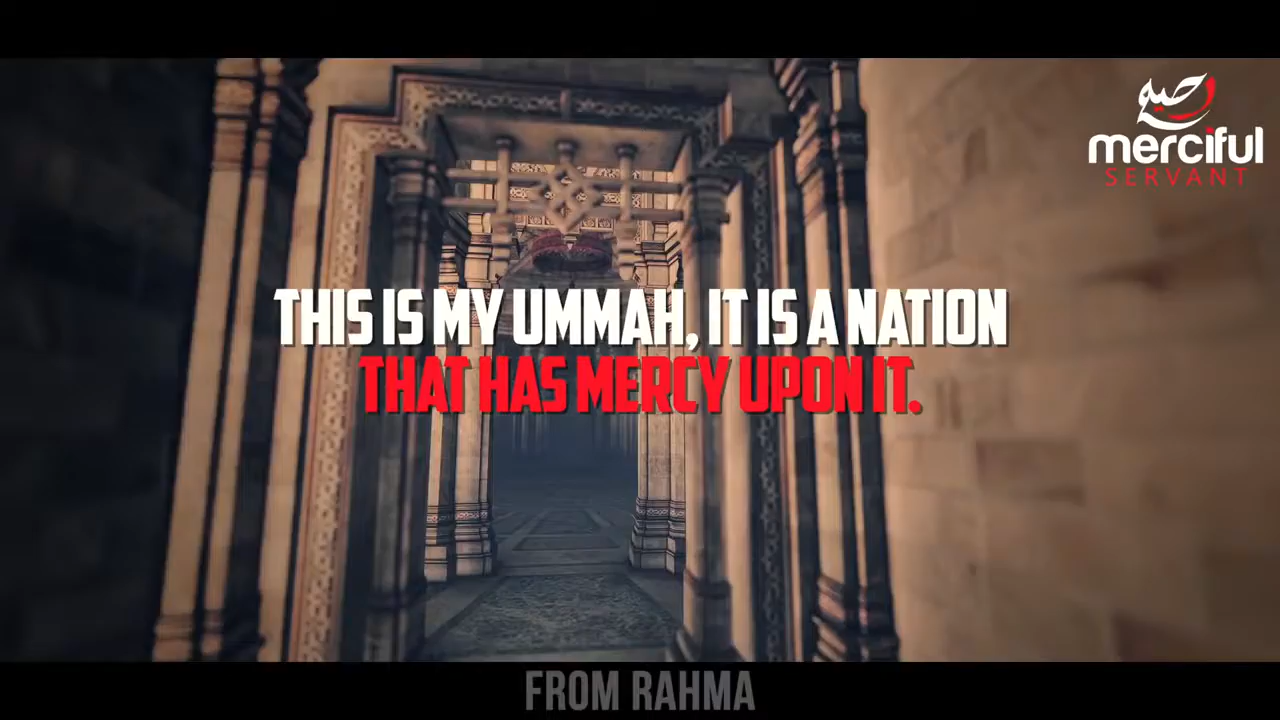 merciful
SERVANT
THIS IS MY UMMAH, IT IS A NATION
THAT HAS MERCY UPON IT.
FROM RAHMA